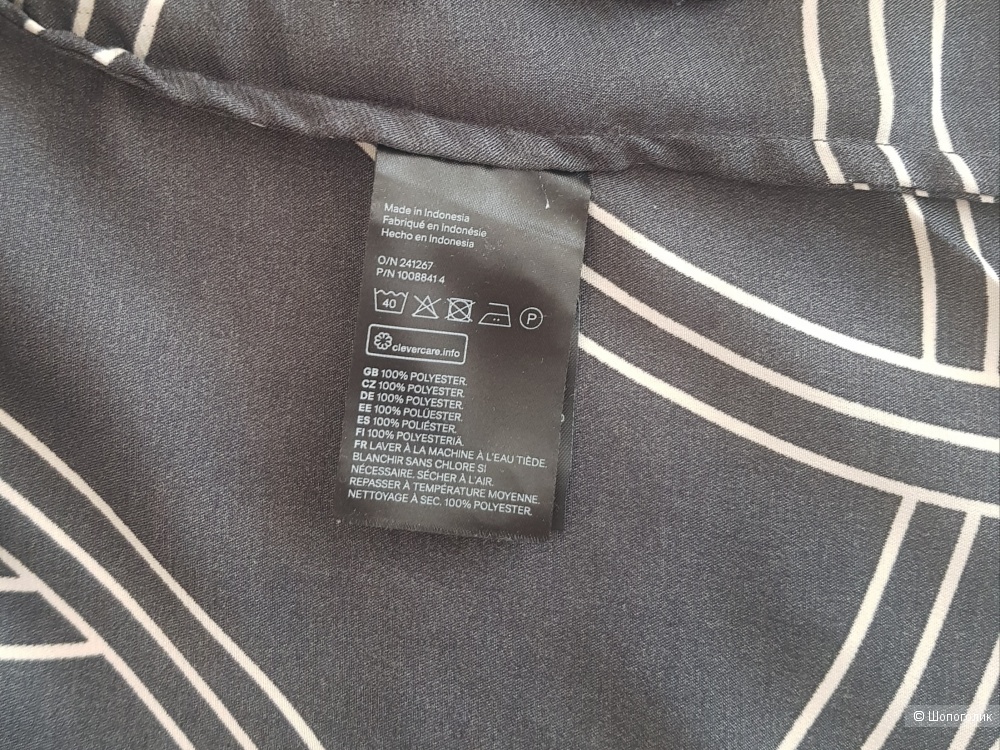 Made in Indonesia
Fabriqué en Indonésie
Hecho en Indonesia
O/N 241267
P/N 1008841 4
40 P
clevercare.info
GB 100% POLYESTER.
CZ 100% POLYESTER.
DE 100% POLYESTER.
EE 100% POLÜESTER.
ES 100% POLIÉSTER.
FI 100% POLYESTERIÄ.
FR LAVER À LA MACHINE À L'EAU TIÈDE.
BLANCHIR SANS CHLORE SI
NÉCESSAIRE. SÉCHER À L'AIR.
REPASSER À TEMPÉRATURE MOYENNE.
NETTOYAGE À SEC. 100% POLYESTER.
© Шопоголик